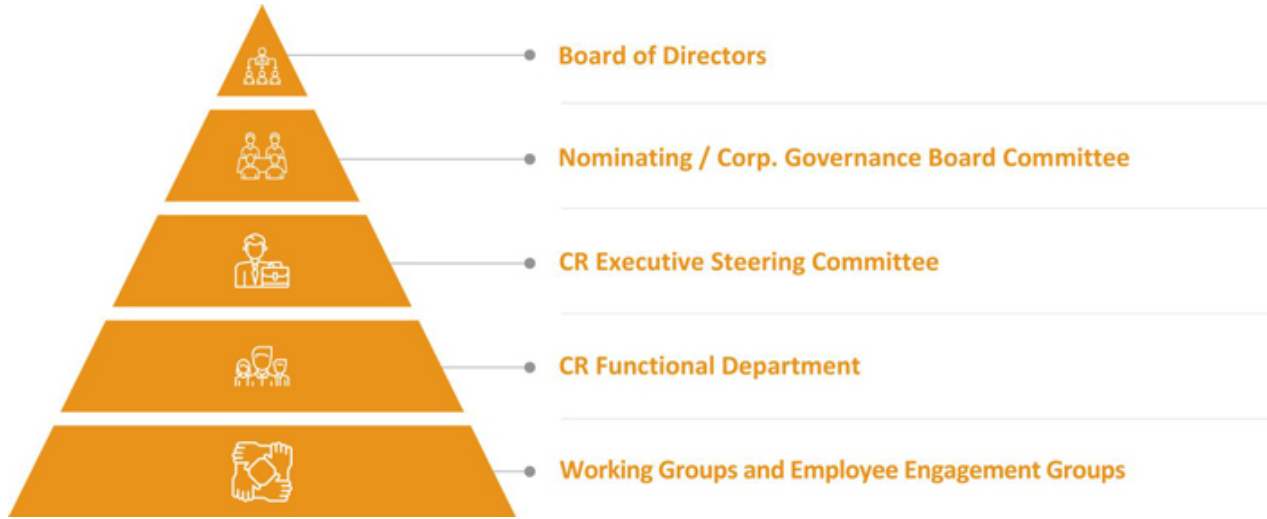 Board of Directors
Nominating / Corp. Governance Board Committee
CR Executive Steering Committee
CR Functional Department
Working Groups and Employee Engagement Groups